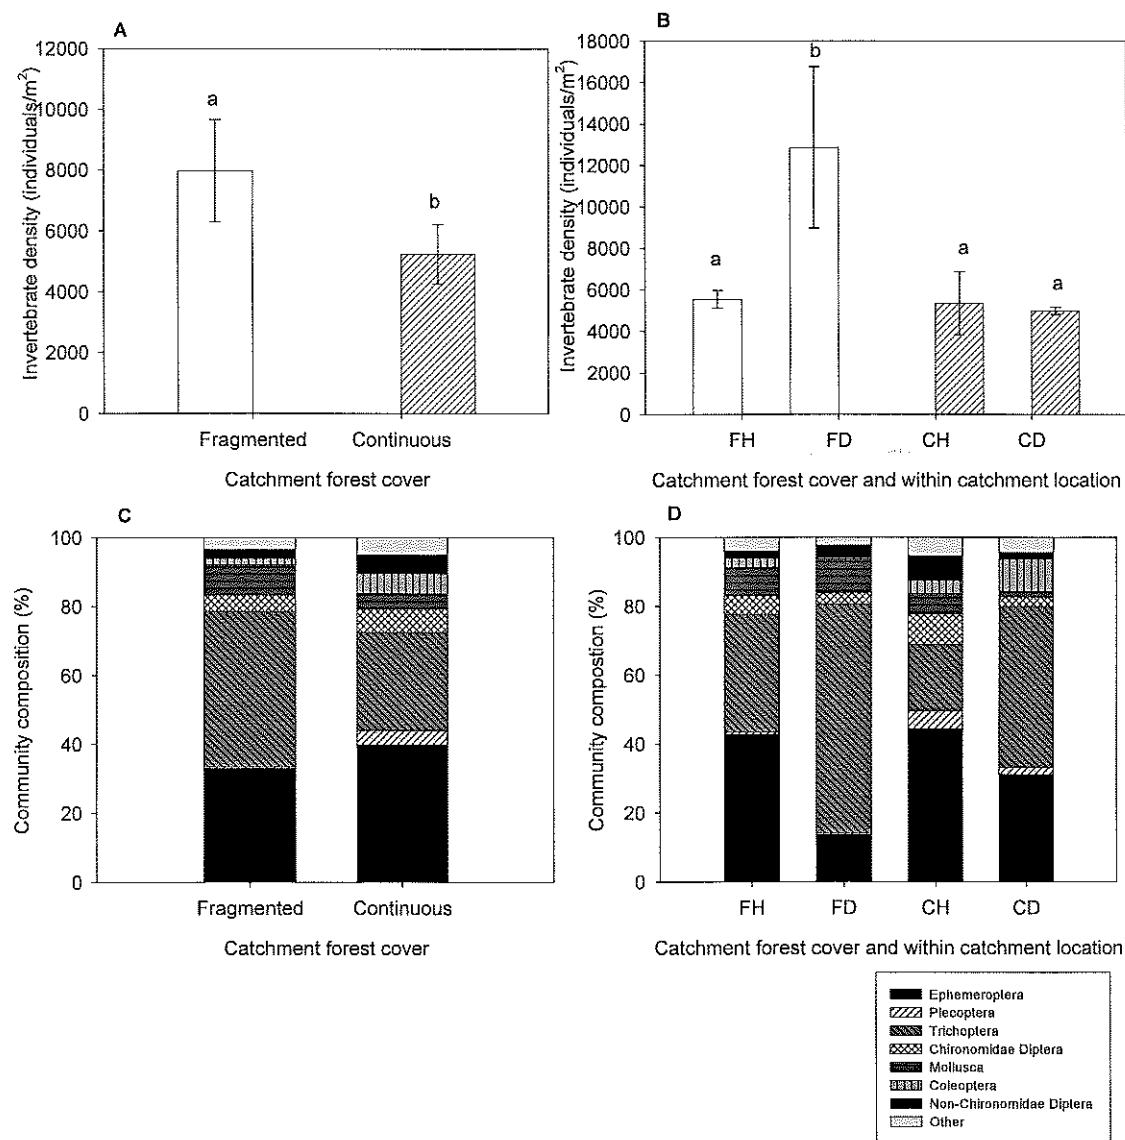 A
12000
10000
8000
6000
4000
2000
0
Invertebrate density (individuals/m²)
a
b
Fragmented Continuous
Catchment forest cover
B
18000
16000
14000
12000
10000
8000
6000
4000
2000
0
Invertebrate density (individuals/m²)
a
b
a
a
FH FD CH CD
Catchment forest cover and within catchment location
C
100
80
60
40
20
0
Community composition (%)
Fragmented Continuous
Catchment forest cover
D
100
80
60
40
20
0
Community compostion (%)
FH FD CH CD
Catchment forest cover and within catchment location
Ephemeroptera
Plecoptera
Trichoptera
Chironomidae Diptera
Mollusca
Coleoptera
Non-Chironomidae Diptera
Other